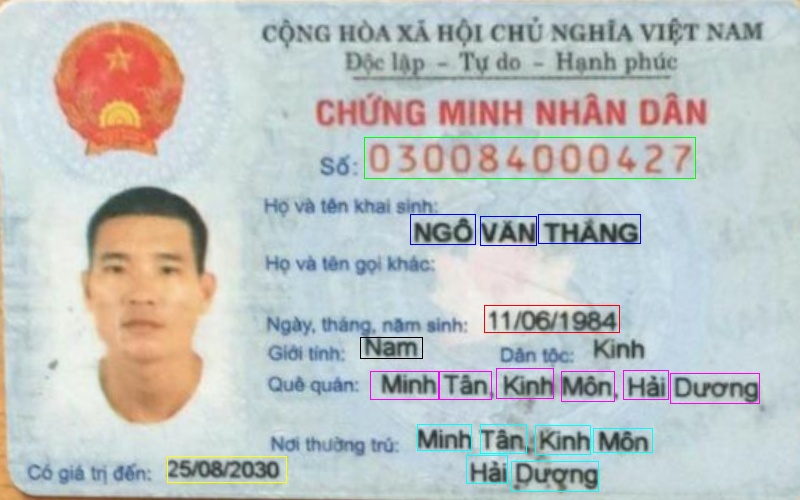 CỘNG HÒA XÃ HỘI CHỦ NGHĨA VIỆT NAM
Độc lập - Tự do - Hạnh phúc
CHỨNG MINH NHÂN DÂN
Số: 030084000427
Họ và tên khai sinh:
NGÔ VĂN THẮNG
Họ và tên gọi khác:
Ngày, tháng, năm sinh: 11/06/1984
Giới tính: Nam Dân tộc: Kinh
Quê quán: Minh Tân, Kinh Môn, Hải Dương
Nơi thường trú: Minh Tân, Kinh Môn
Hải Dương
Có giá trị đến: 25/08/2030